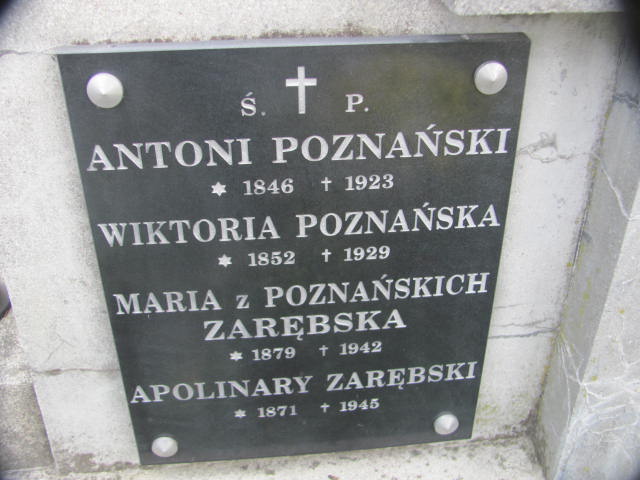 Ś. P.
ANTONI POZNAŃSKI
* 1846 † 1923
WIKTORIA POZNAŃSKA
* 1852 † 1929
MARIA z POZNAŃSKICH
ZARĘBSKA
* 1879 † 1942
APOLINARY ZARĘBSKI
* 1871 † 1945